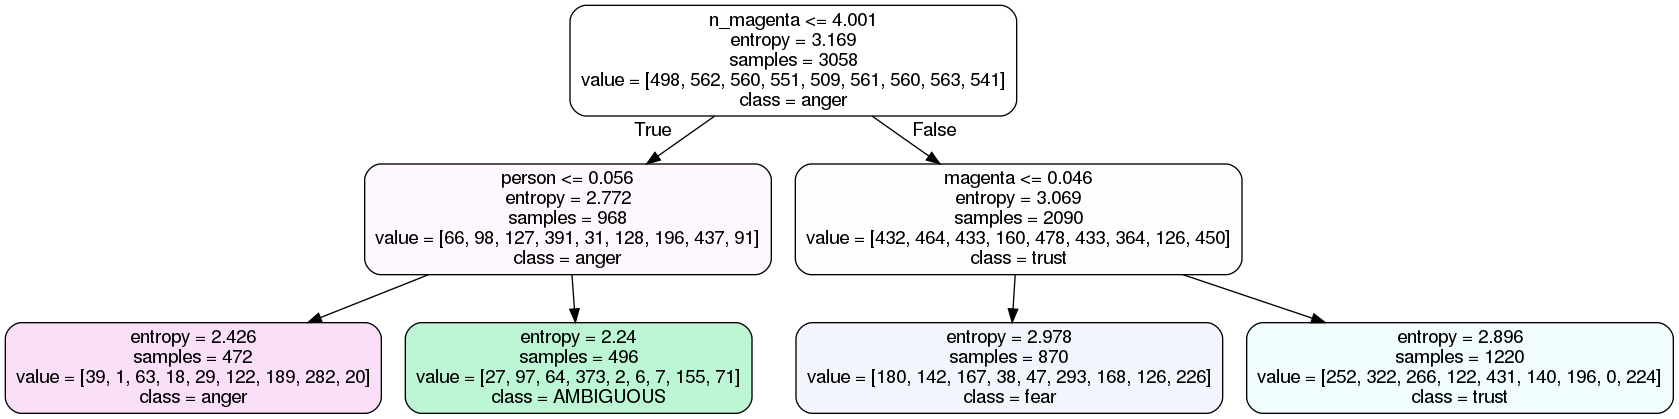 n_magenta <= 4.001
entropy = 3.169
samples = 3058
value = [498, 562, 560, 551, 509, 561, 560, 563, 541]
class = anger
True
False
person <= 0.056
entropy = 2.772
samples = 968
value = [66, 98, 127, 391, 31, 128, 196, 437, 91]
class = anger
magenta <= 0.046
entropy = 3.069
samples = 2090
value = [432, 464, 433, 160, 478, 433, 364, 126, 450]
class = trust
entropy = 2.426
samples = 472
value = [39, 1, 63, 18, 29, 122, 189, 282, 20]
class = anger
entropy = 2.24
samples = 496
value = [27, 97, 64, 373, 2, 6, 7, 155, 71]
class = AMBIGUOUS
entropy = 2.978
samples = 870
value = [180, 142, 167, 38, 47, 293, 168, 126, 226]
class = fear
entropy = 2.896
samples = 1220
value = [252, 322, 266, 122, 431, 140, 196, 0, 224]
class = trust